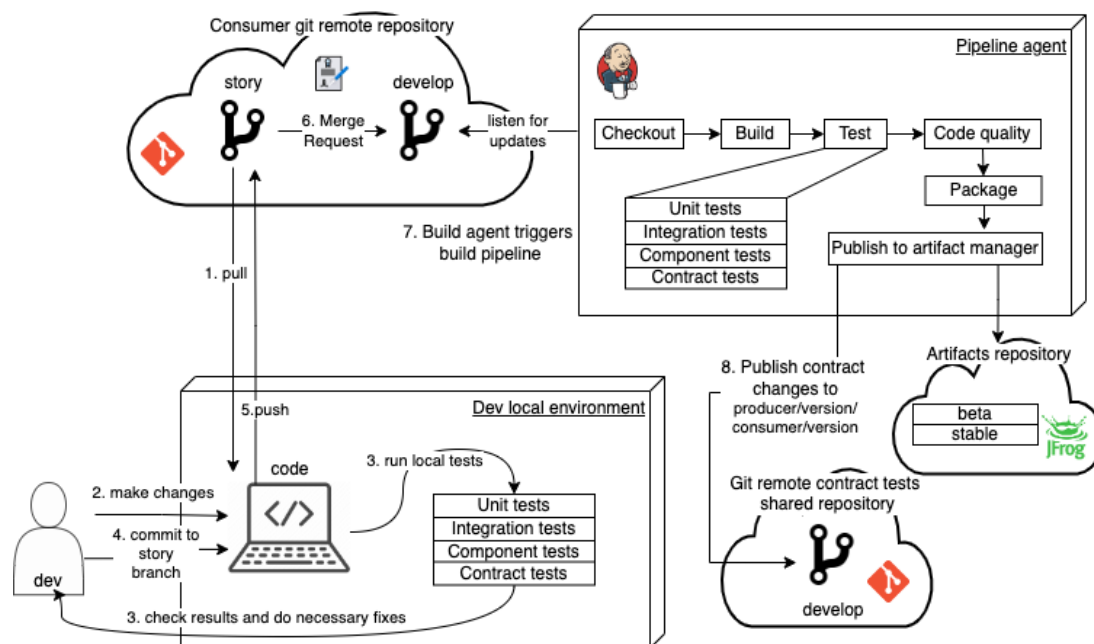 Consumer git remote repository
story
develop
6. Merge
Request
listen for
updates
Pipeline agent
Checkout
Build
Test
Code quality
Package
Publish to artifact manager
Unit tests
Integration tests
Component tests
Contract tests
7. Build agent triggers
build pipeline
1. pull
5.push
8. Publish contract
changes to
producer/version/
consumer/version
Artifacts repository
beta
stable
JFrog
Dev local environment
code
3. run local tests
2. make changes
4. commit to
story
branch
dev
Unit tests
Integration tests
Component tests
Contract tests
3. check results and do necessary fixes
Git remote contract tests
shared repository
develop